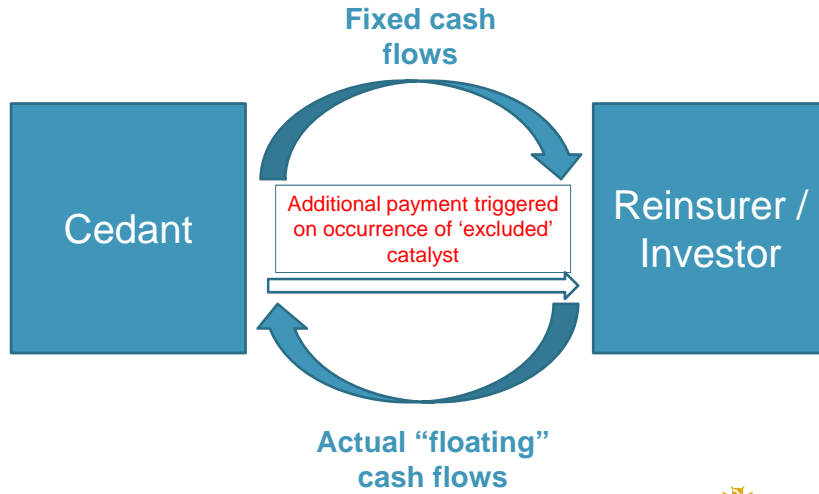 Fixed cash
flows
Cedant
Additional payment triggered
on occurrence of ‘excluded’
catalyst
Reinsurer /
Investor
Actual “floating”
cash flows